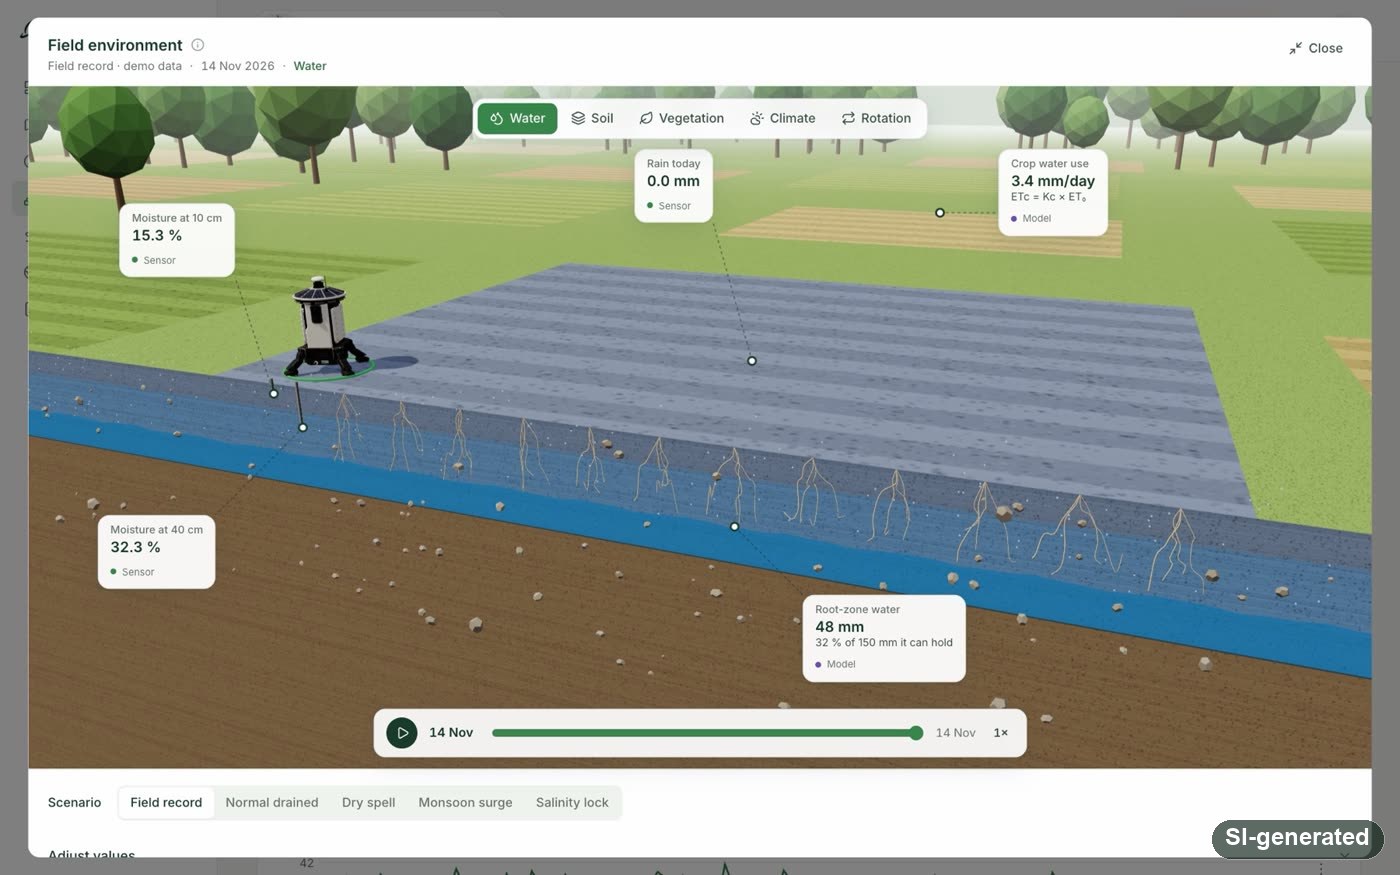 Field environment
Field record · demo data · 14 Nov 2026 · Water
Close
Water
Soil
Vegetation
Climate
Rotation
Rain today
0.0 mm
Sensor
Crop water use
3.4 mm/day
ETc = Kc × ET₀
Model
Moisture at 10 cm
15.3 %
Sensor
Moisture at 40 cm
32.3 %
Sensor
Root-zone water
48 mm
32 % of 150 mm it can hold
Model
14 Nov
14 Nov
1×
Scenario
Field record
Normal drained
Dry spell
Monsoon surge
Salinity lock
Adjust values
42
SI-generated